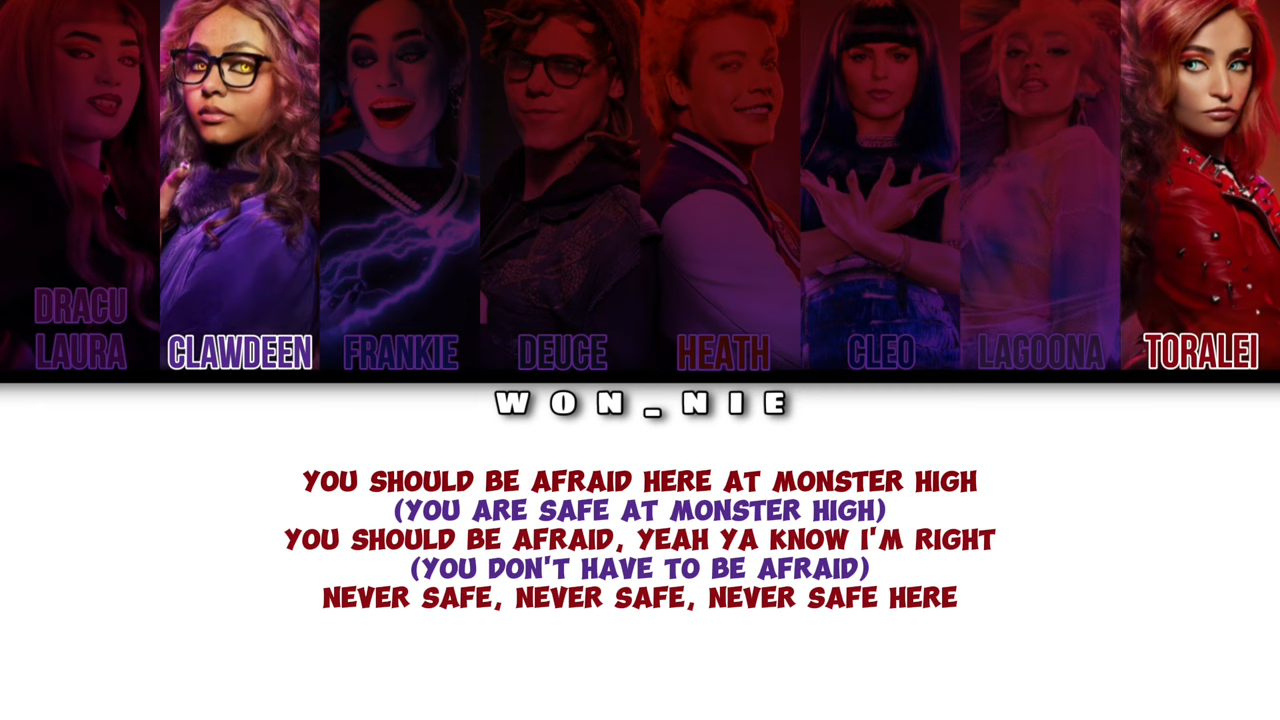 DRACU
LAURA
CLAWDEEN
FRANKIE
DEUCE
HEATH
CLEO
LAGOONA
TORALEI
WON_NIE
YOU SHOULD BE AFRAID HERE AT MONSTER HIGH
(YOU ARE SAFE AT MONSTER HIGH)
YOU SHOULD BE AFRAID, YEAH YA KNOW I'M RIGHT
(YOU DON'T HAVE TO BE AFRAID)
NEVER SAFE, NEVER SAFE, NEVER SAFE HERE